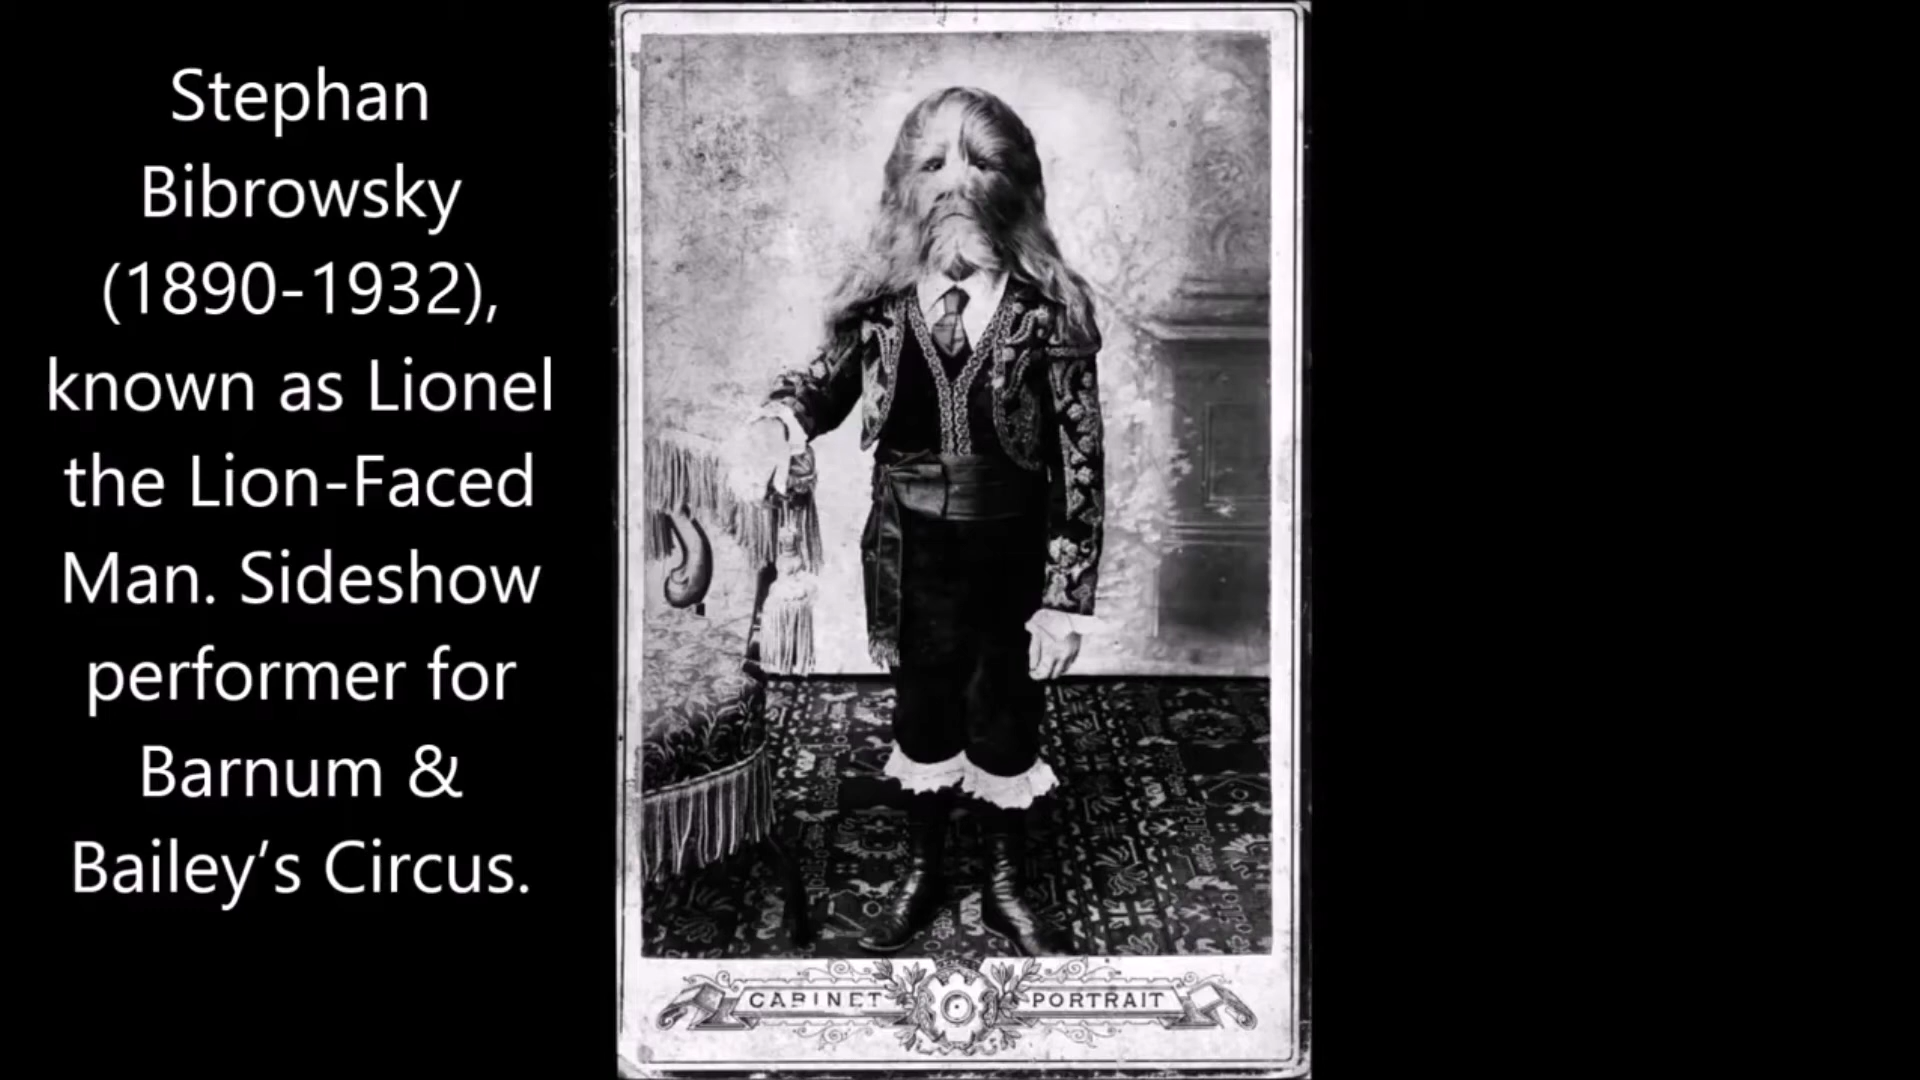 Stephan
Bibrowsky
(1890-1932),
known as Lionel
the Lion-Faced
Man. Sideshow
performer for
Barnum &
Bailey’s Circus.
CABINET PORTRAIT